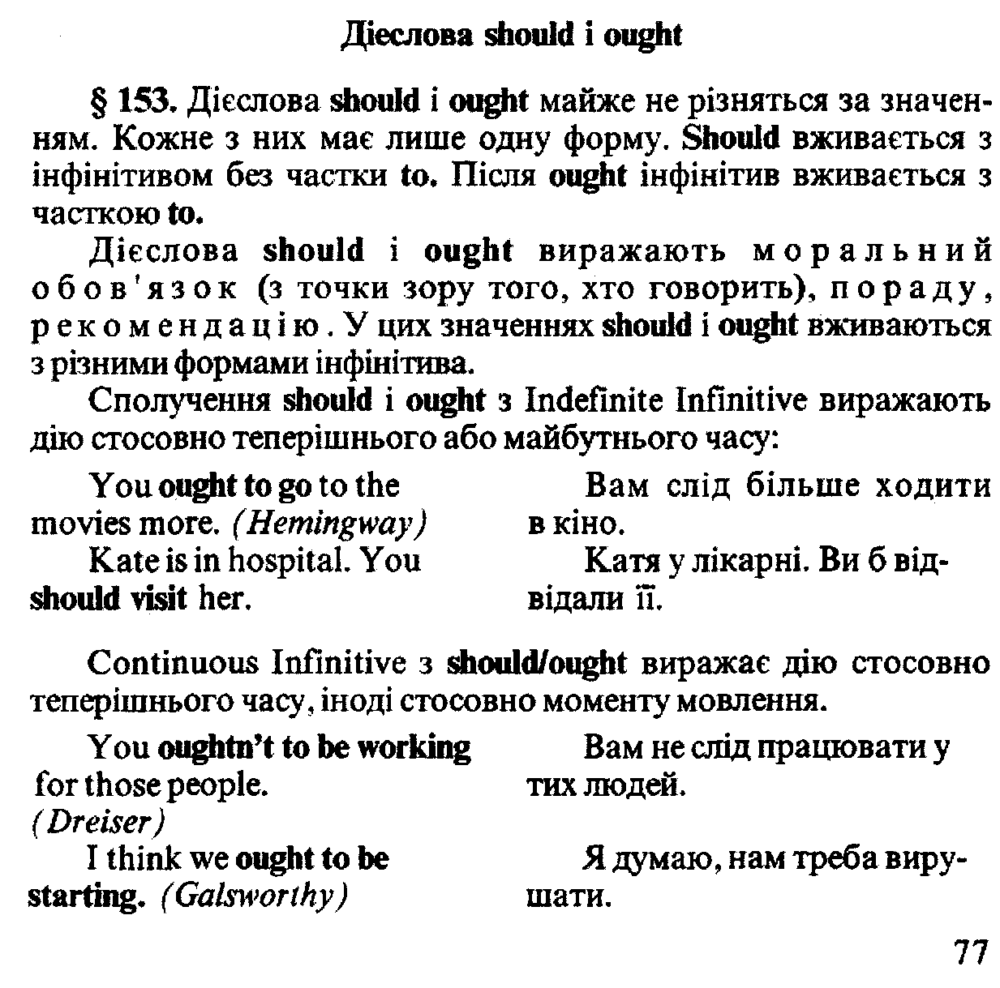 Дієслова should і ought
§ 153. Дієслова should і ought майже не різняться за значен-
ням. Кожне з них має лише одну форму. Should вживається з
інфінітивом без частки to. Після ought інфінітив вживається з
часткою to.
Дієслова should і ought виражають моральний
обов'язок (з точки зору того, хто говорить), пораду,
рекомендацію. У цих значеннях should і ought вживаються
з різними формами інфінітива.
Сполучення should і ought з Indefinite Infinitive виражають
дію стосовно теперішнього або майбутнього часу:
You ought to go to the
movies more. (Hemingway)
Kate is in hospital. You
should visit her.
Вам слід більше ходити
в кіно.
Катя у лікарні. Ви б від-
відали її.
Continuous Infinitive з should/ought виражає дію стосовно
теперішнього часу, іноді стосовно моменту мовлення.
You oughtn't to be working
for those people.
(Dreiser)
I think we ought to be
starting. (Galsworthy)
Вам не слід працювати у
тих людей.
Я думаю, нам треба виру-
шати.
77